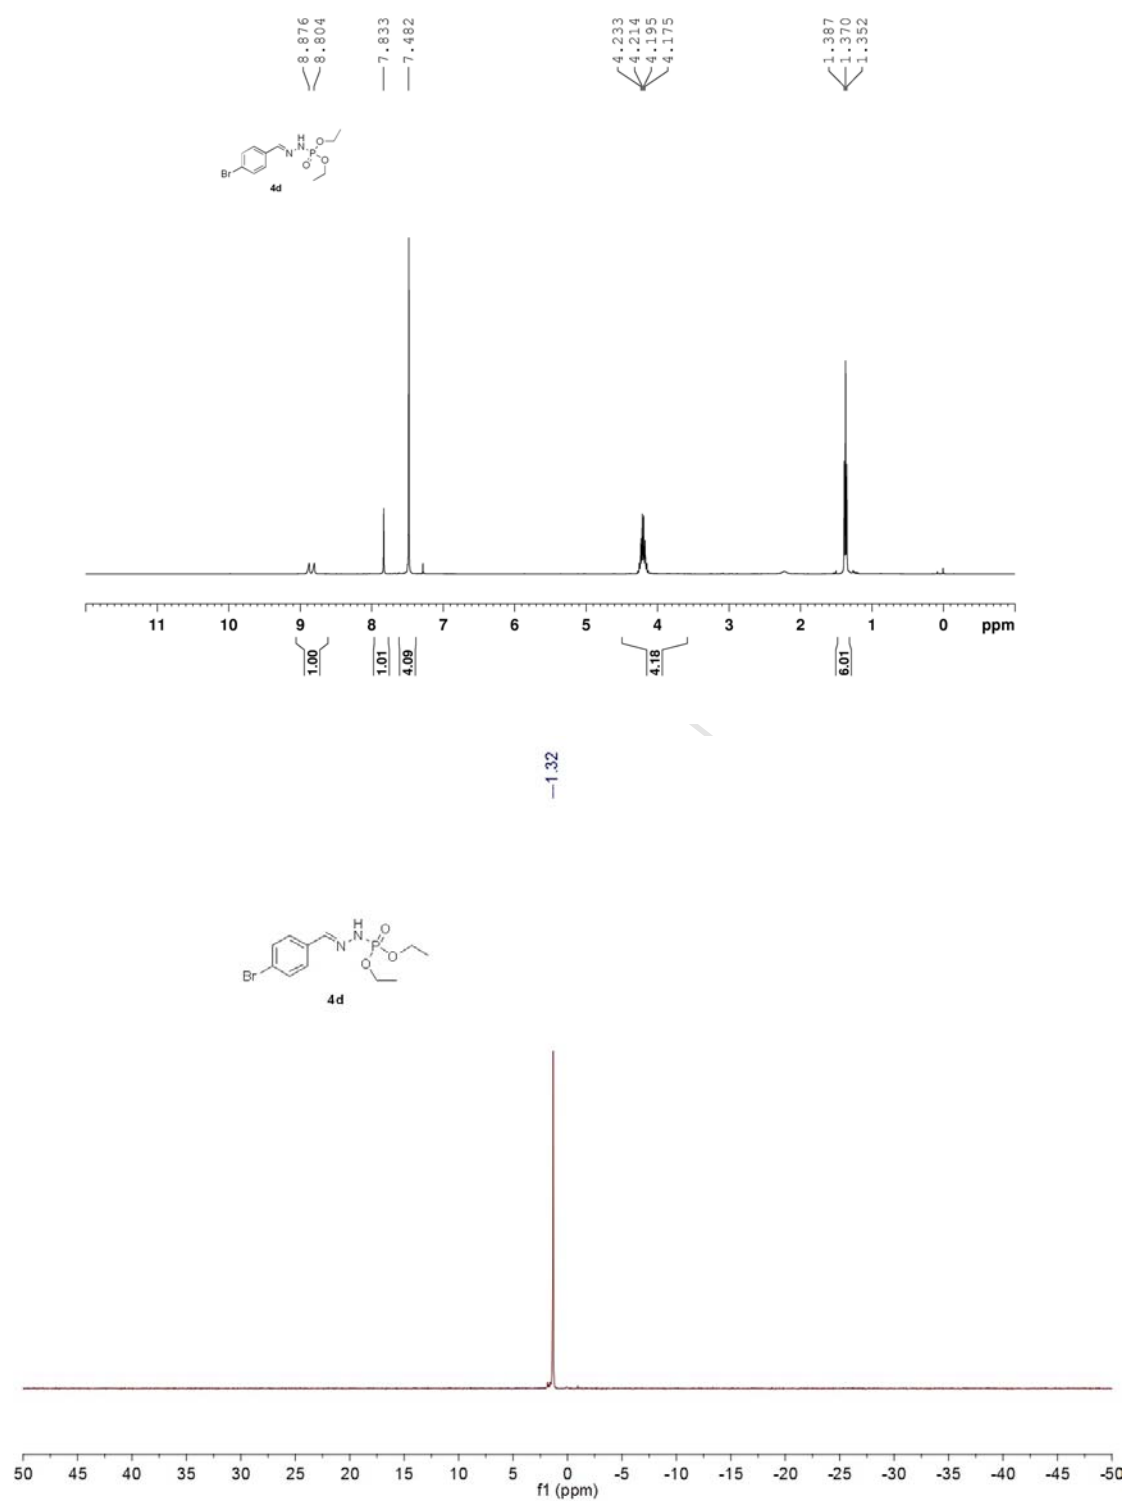 8.876
8.804
7.833
7.482
4.233
4.214
4.195
4.175
1.387
1.370
1.352
H
N
N
O
P
O
O
Br
4d
11 10 9 8 7 6 5 4 3 2 1 0 ppm
1.00 1.01 4.09 4.18 6.01
1.32
H
N
N
O
P
O
O
Br
4d
50 45 40 35 30 25 20 15 10 5 0 -5 -10 -15 -20 -25 -30 -35 -40 -45 -50
f1 (ppm)